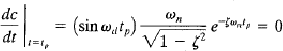 dc/dt |_{t=t_p} = (sin ω_d t_p) ω_n / √(1 − ζ²) e^{−ζω_n t_p} = 0